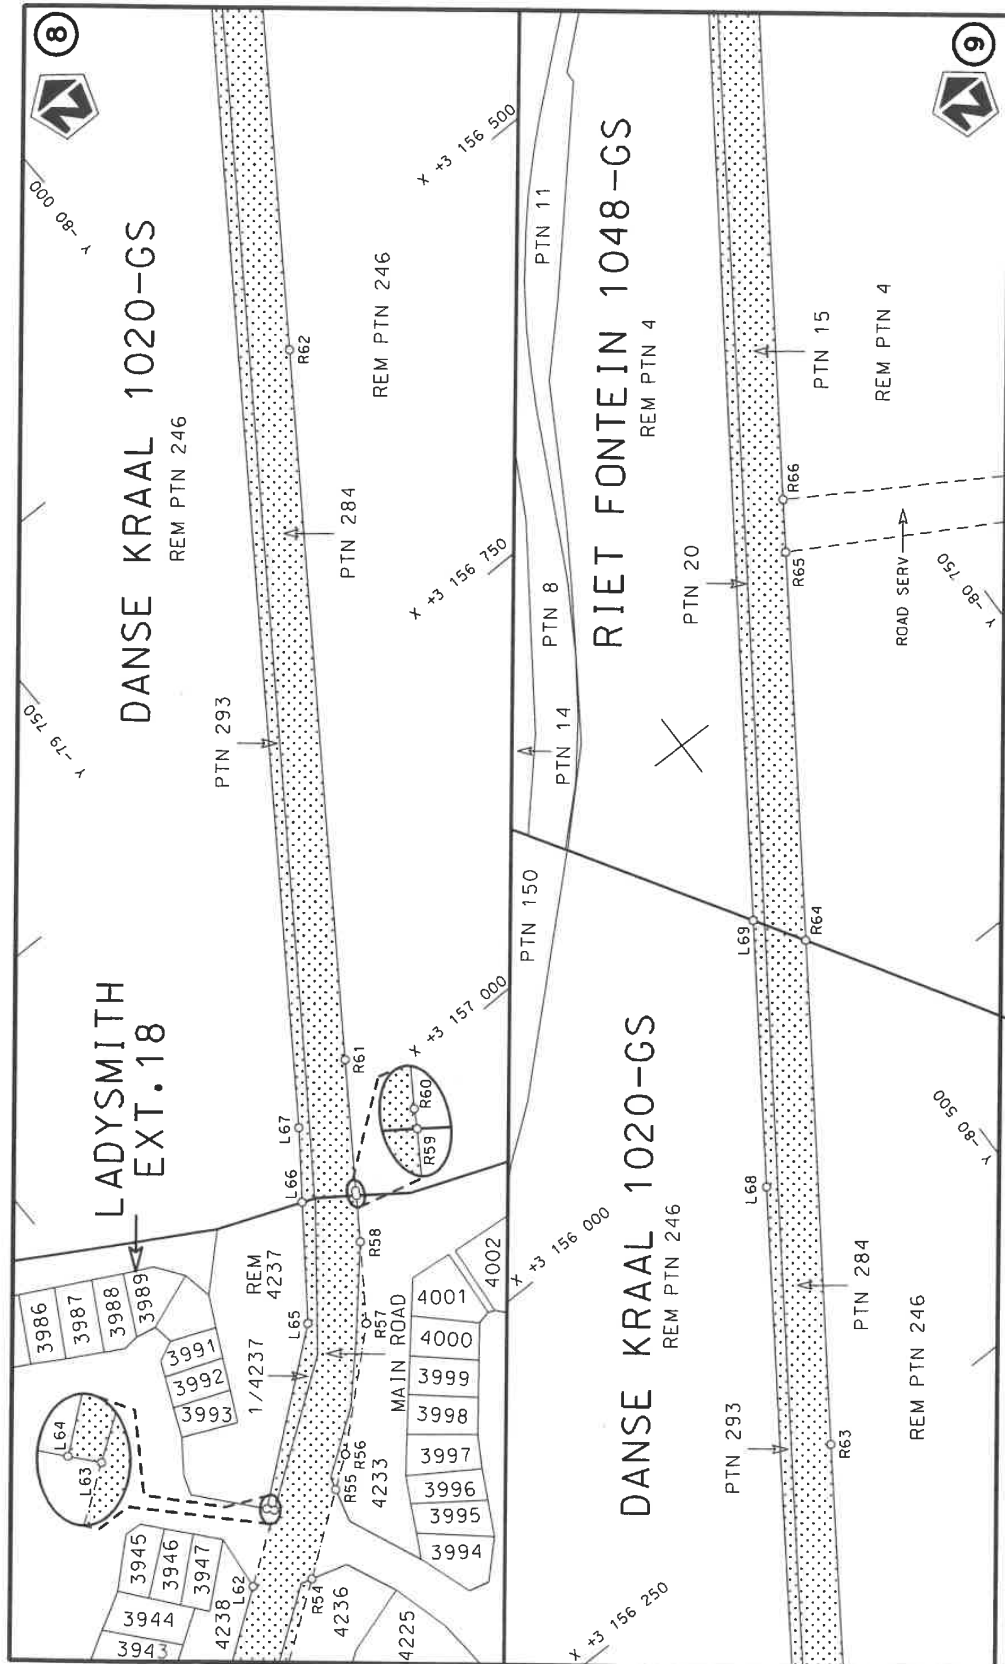 8
Y -80 000
DANSE KRAAL 1020-GS
REM PTN 246
X +3 156 500
R62
REM PTN 246
PTN 284
X +3 156 750
Y -79 750
PTN 293
LADYSMITH
EXT.18
X +3 157 000
R61
R60
R59
L67
L66
R58
REM
4237
L65
R57
1/4237
MAIN ROAD
3986
3987
3988
3989
3991
3992
3993
L64
L63
R56
R55
4233
4002
4001
4000
3999
3998
3997
3996
3995
3994
3945
3946
3947
3944
3943
4238
L62
R54
4236
4225
9
PTN 11
RIET FONTEIN 1048-GS
REM PTN 4
PTN 15
REM PTN 4
R66
R65
ROAD SERV
Y -80 750
PTN 20
PTN 8
PTN 14
PTN 150
L69
R64
DANSE KRAAL 1020-GS
REM PTN 246
Y -80 500
L68
X +3 156 000
PTN 284
REM PTN 246
PTN 293
R63
X +3 156 250